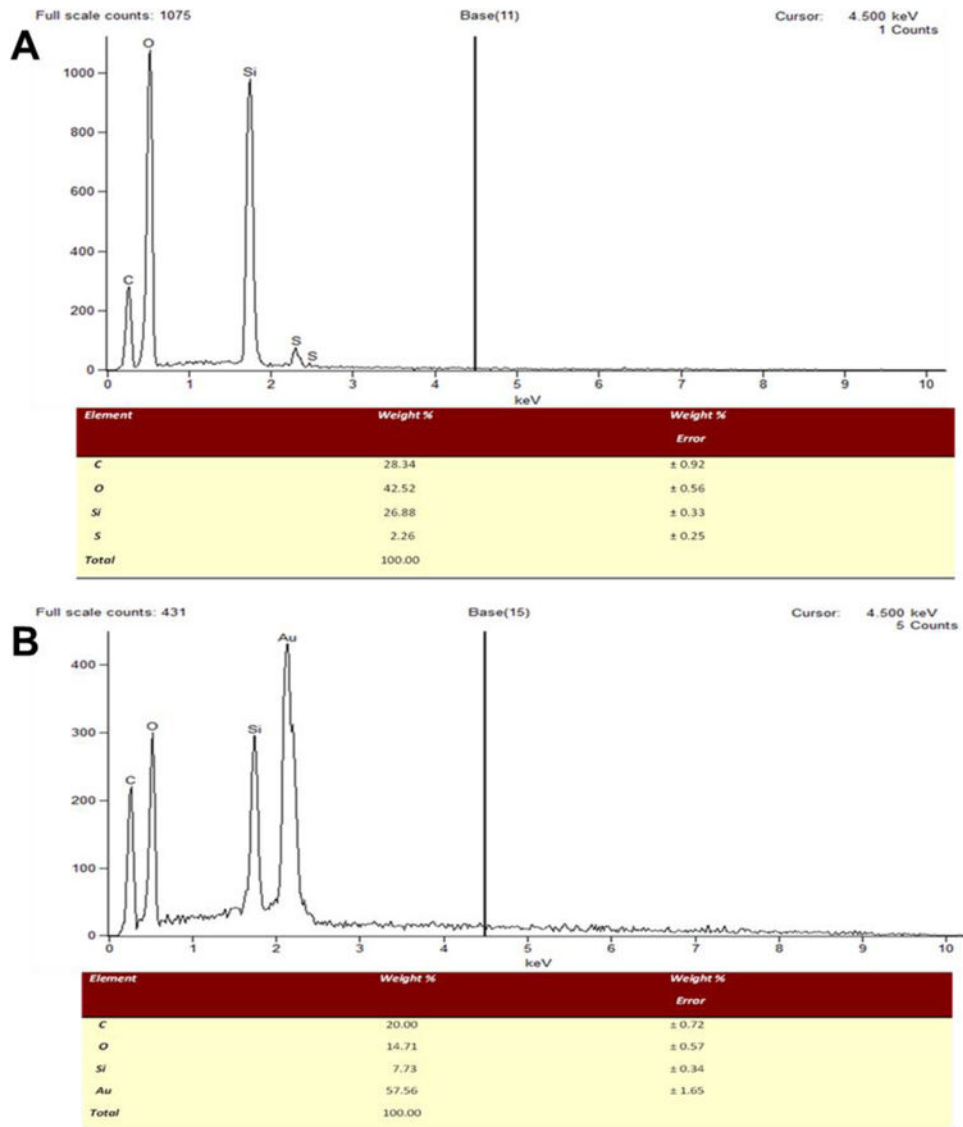 Full scale counts: 1075 Base(11) Cursor: 4.500 keV
1 Counts
A
O
Si
C
S
S
1000
800
600
400
200
0
0 1 2 3 4 5 6 7 8 9 10
keV
Element Weight % Weight %
Error
C 28.34 ± 0.92
O 42.52 ± 0.56
Si 26.88 ± 0.33
S 2.26 ± 0.25
Total 100.00
Full scale counts: 431 Base(15) Cursor: 4.500 keV
5 Counts
B
Au
O
Si
C
400
300
200
100
0
0 1 2 3 4 5 6 7 8 9 10
keV
Element Weight % Weight %
Error
C 20.00 ± 0.72
O 14.71 ± 0.57
Si 7.73 ± 0.34
Au 57.56 ± 1.65
Total 100.00